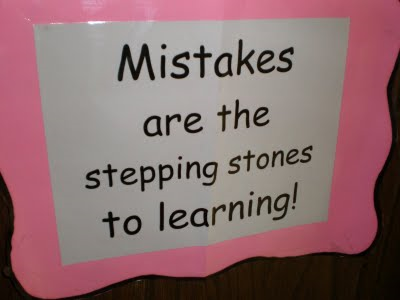 Mistakes
are the
stepping stones
to learning!